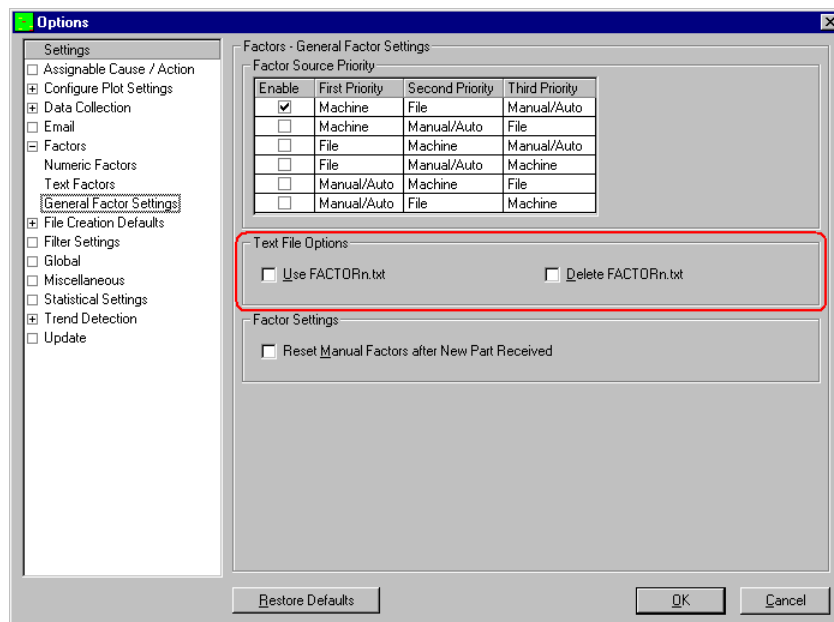 Options
Settings
Assignable Cause / Action
Configure Plot Settings
Data Collection
Email
Factors
Numeric Factors
Text Factors
General Factor Settings
File Creation Defaults
Filter Settings
Global
Miscellaneous
Statistical Settings
Trend Detection
Update
Factors - General Factor Settings
Factor Source Priority
Enable First Priority Second Priority Third Priority
Machine File Manual/Auto
Machine Manual/Auto File
File Machine Manual/Auto
File Manual/Auto Machine
Manual/Auto Machine File
Manual/Auto File Machine
Text File Options
Use FACTORn.txt Delete FACTORn.txt
Factor Settings
Reset Manual Factors after New Part Received
Restore Defaults OK Cancel